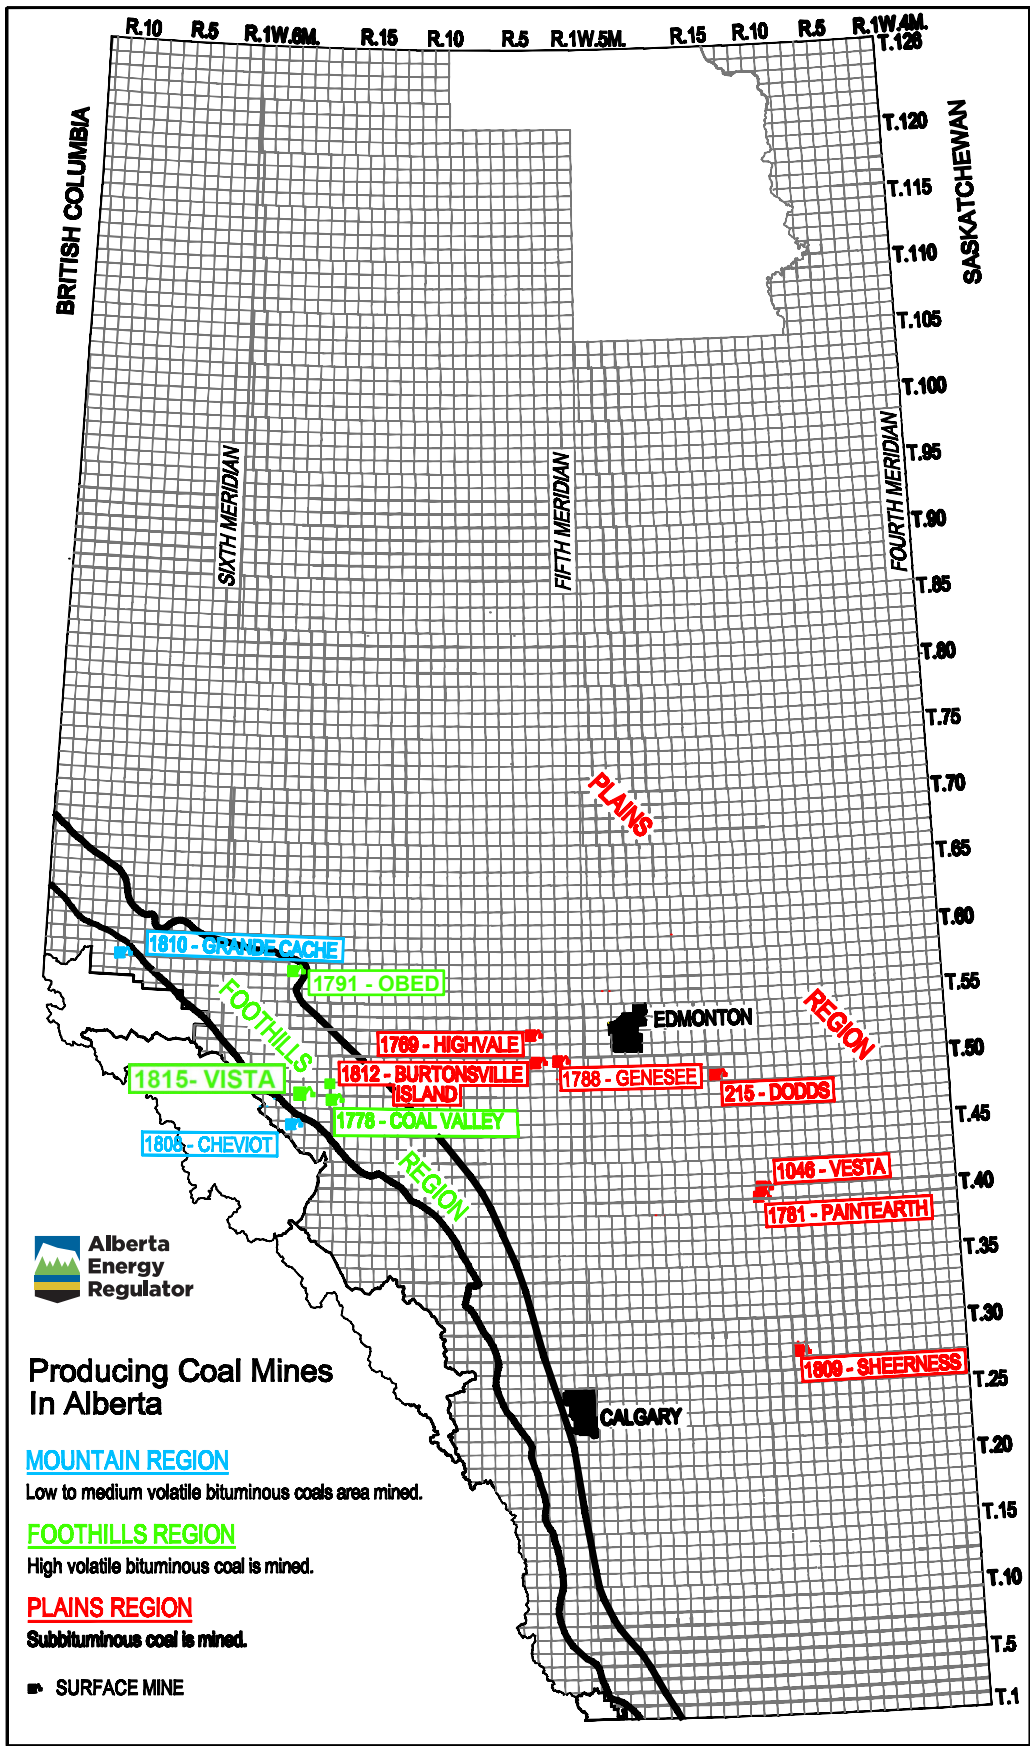 R.10 R.5 R.1W.6M. R.15 R.10 R.5 R.1W.5M. R.15 R.10 R.5 R.1W.4M.
T.126
T.120
T.115
T.110
T.105
T.100
T.95
T.90
T.85
T.80
T.75
T.70
T.65
T.60
T.55
T.50
T.45
T.40
T.35
T.30
T.25
T.20
T.15
T.10
T.5
T.1
BRITISH COLUMBIA
SASKATCHEWAN
SIXTH MERIDIAN
FIFTH MERIDIAN
FOURTH MERIDIAN
PLAINS
REGION
1810 - GRANDE CACHE
1791 - OBED
FOOTHILLS
REGION
EDMONTON
1769 - HIGHVALE
1812 - BURTONSVILLE
ISLAND
1788 - GENESEE
215 - DODDS
1815- VISTA
1778 - COAL VALLEY
1808 - CHEVIOT
1046 - VESTA
1781 - PAINTEARTH
1809 - SHEERNESS
CALGARY
Alberta
Energy
Regulator
Producing Coal Mines
In Alberta
MOUNTAIN REGION
Low to medium volatile bituminous coals area mined.
FOOTHILLS REGION
High volatile bituminous coal is mined.
PLAINS REGION
Subbituminous coal is mined.
SURFACE MINE